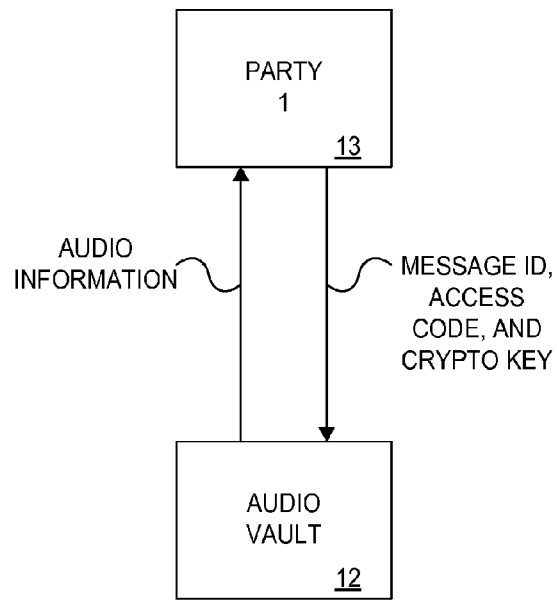 PARTY
1
13
AUDIO
INFORMATION
MESSAGE ID,
ACCESS
CODE, AND
CRYPTO KEY
AUDIO
VAULT
12